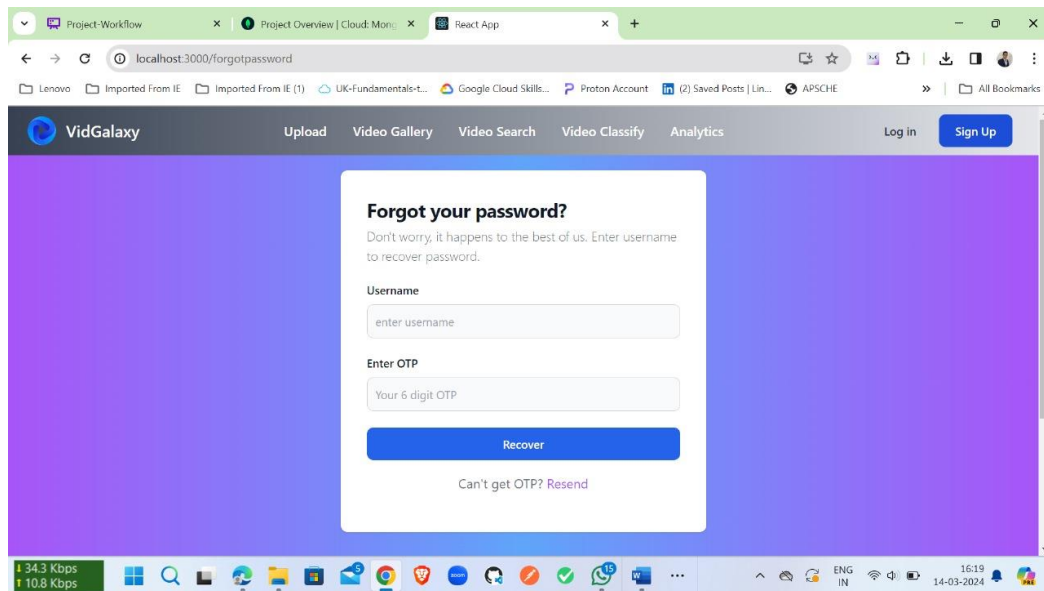 Project-Workflow
Project Overview | Cloud: Mong
React App
localhost:3000/forgotpassword
Lenovo
Imported From IE
Imported From IE (1)
UK-Fundamentals-t...
Google Cloud Skills...
Proton Account
(2) Saved Posts | Lin...
APSCHE
»
All Bookmarks
VidGalaxy
Upload
Video Gallery
Video Search
Video Classify
Analytics
Log in
Sign Up
Forgot your password?
Don't worry, it happens to the best of us. Enter username
to recover password.
Username
enter username
Enter OTP
Your 6 digit OTP
Recover
Can't get OTP? Resend
34.3 Kbps
10.8 Kbps
zoom
5
15
W
ENG
IN
16:19
14-03-2024
PRE